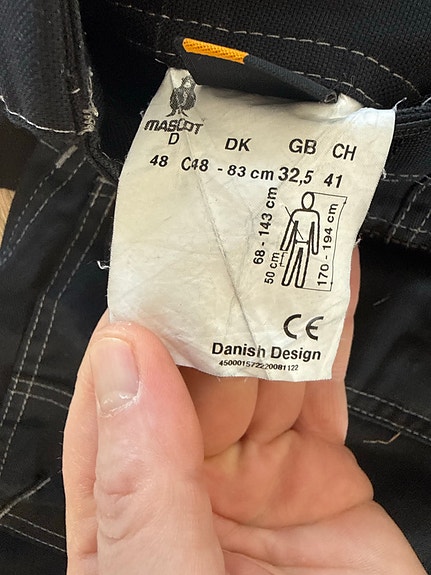 MASCOT
D DK GB CH
48 C48 - 83 cm 32,5 41
68 - 143 cm
50 cm
170 - 194 cm
CE
Danish Design
450001572220081122